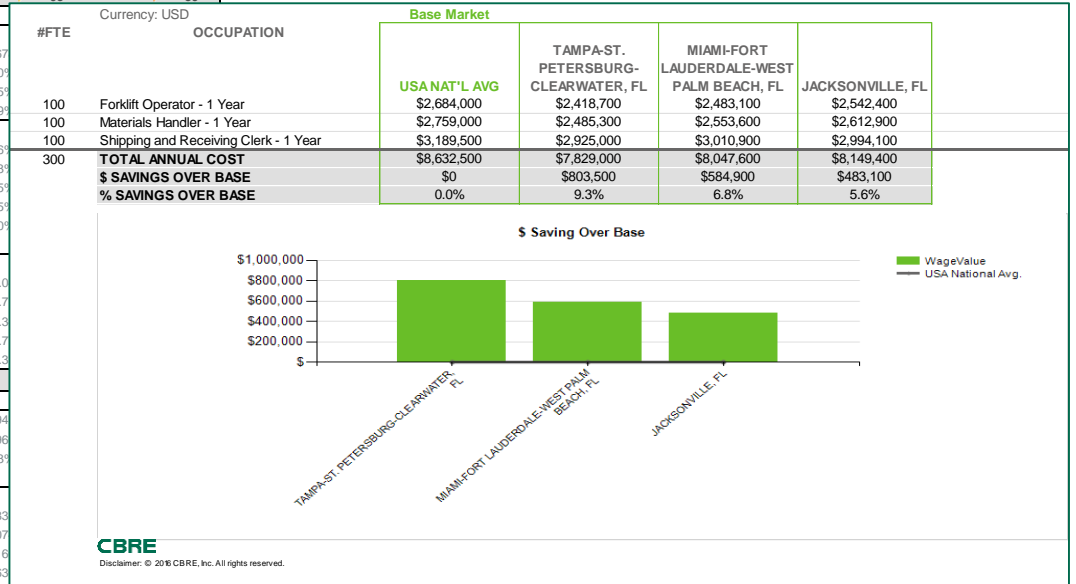 Currency: USD Base Market
#FTE OCCUPATION
USA NAT'L AVG TAMPA-ST. PETERSBURG-CLEARWATER, FL MIAMI-FORT LAUDERDALE-WEST PALM BEACH, FL JACKSONVILLE, FL
100 Forklift Operator - 1 Year $2,684,000 $2,418,700 $2,483,100 $2,542,400
100 Materials Handler - 1 Year $2,759,000 $2,485,300 $2,553,600 $2,612,900
100 Shipping and Receiving Clerk - 1 Year $3,189,500 $2,925,000 $3,010,900 $2,994,100
300 TOTAL ANNUAL COST $8,632,500 $7,829,000 $8,047,600 $8,149,400
$ SAVINGS OVER BASE $0 $803,500 $584,900 $483,100
% SAVINGS OVER BASE 0.0% 9.3% 6.8% 5.6%
$ Saving Over Base
$1,000,000
$800,000
$600,000
$400,000
$200,000
$
WageValue
USA National Avg.
TAMPA-ST. PETERSBURG-CLEARWATER, FL
MIAMI-FORT LAUDERDALE-WEST PALM BEACH, FL
JACKSONVILLE, FL
CBRE
Disclaimer: © 2016 CBRE, Inc. All rights reserved.